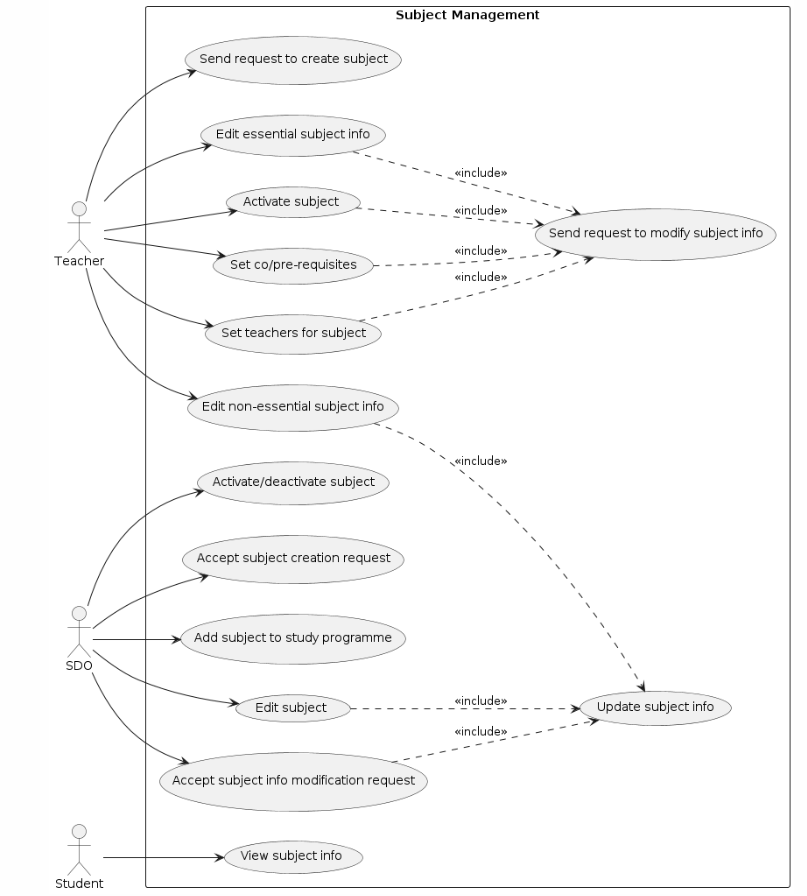 Subject Management
Send request to create subject
Edit essential subject info
«include»
Activate subject
«include»
Send request to modify subject info
Teacher
Set co/pre-requisites
«include»
«include»
Set teachers for subject
Edit non-essential subject info
«include»
Activate/deactivate subject
Accept subject creation request
Add subject to study programme
SDO
Edit subject
«include»
Update subject info
«include»
Accept subject info modification request
View subject info
Student